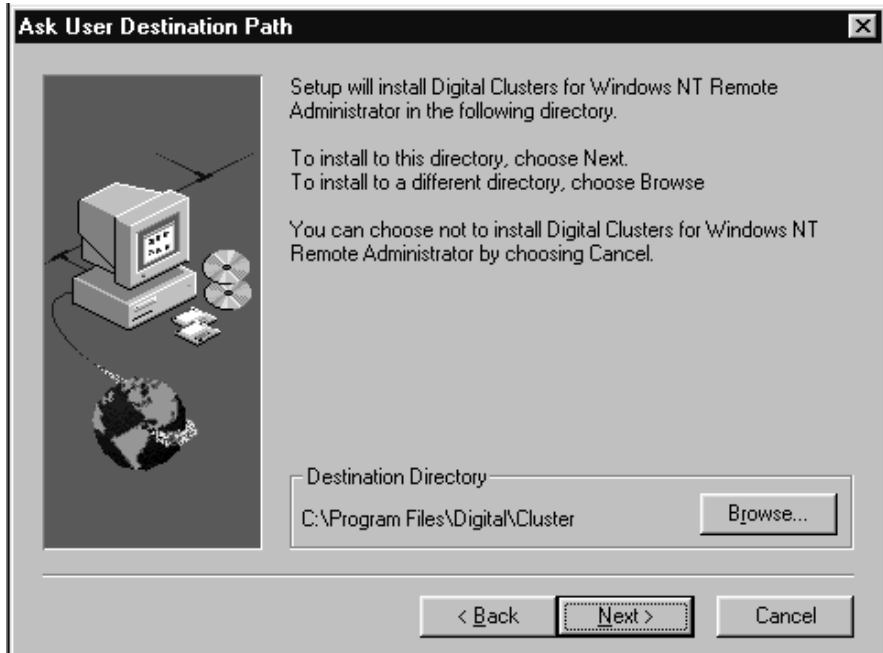 Ask User Destination Path
Setup will install Digital Clusters for Windows NT Remote
Administrator in the following directory.
To install to this directory, choose Next.
To install to a different directory, choose Browse
You can choose not to install Digital Clusters for Windows NT
Remote Administrator by choosing Cancel.
Destination Directory
C:\Program Files\Digital\Cluster
Browse...
< Back
Next >
Cancel